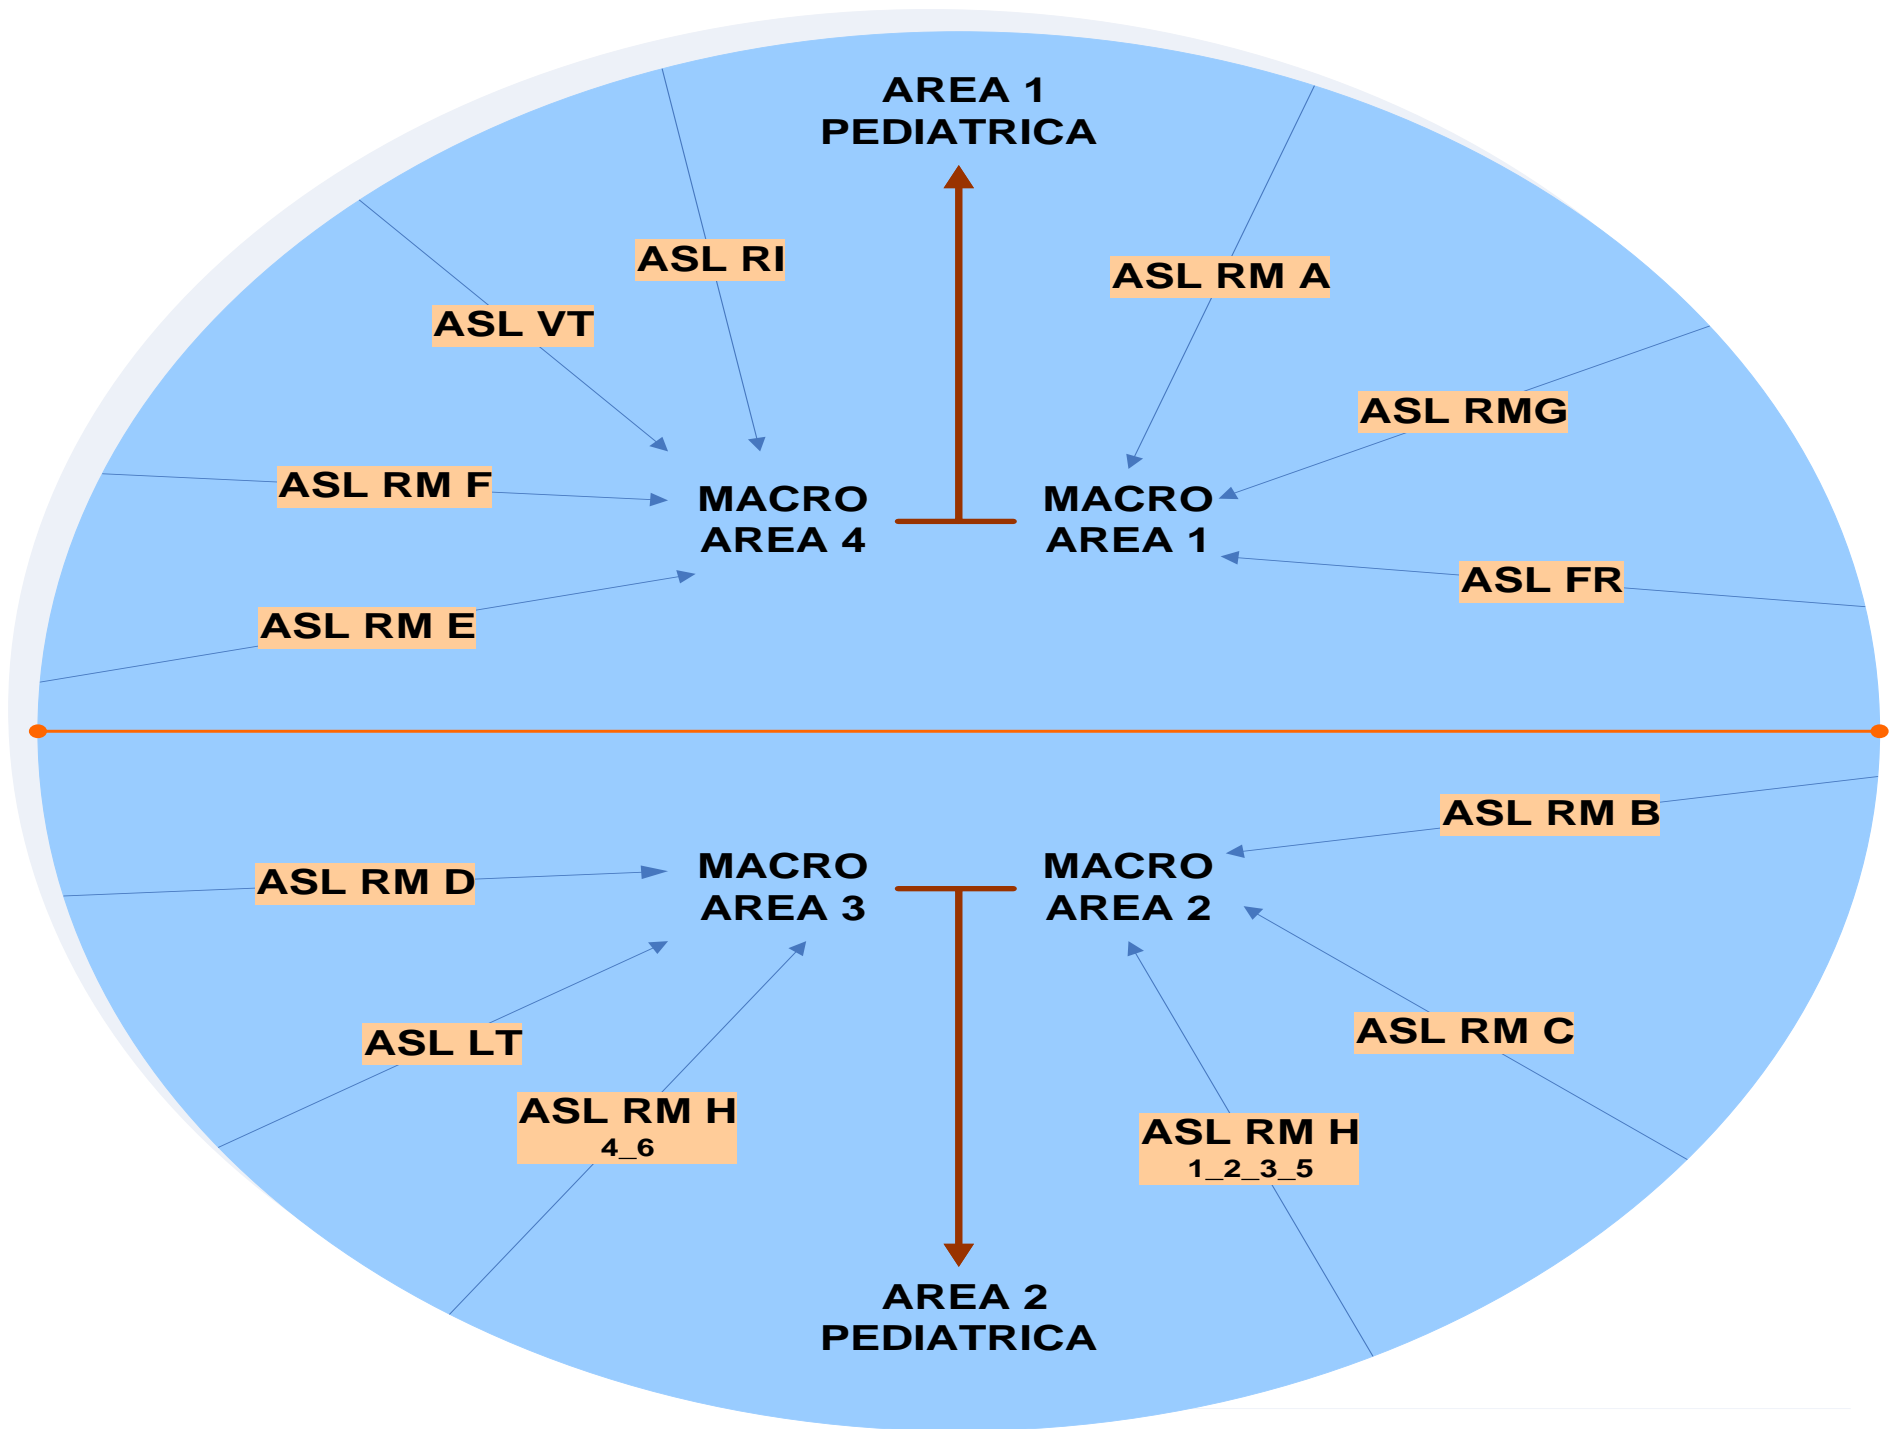 AREA 1
PEDIATRICA
ASL RI
ASL RM A
ASL VT
ASL RMG
ASL RM F
MACRO
AREA 4
MACRO
AREA 1
ASL FR
ASL RM E
ASL RM B
ASL RM D
MACRO
AREA 3
MACRO
AREA 2
ASL LT
ASL RM C
ASL RM H
4_6
ASL RM H
1_2_3_5
AREA 2
PEDIATRICA